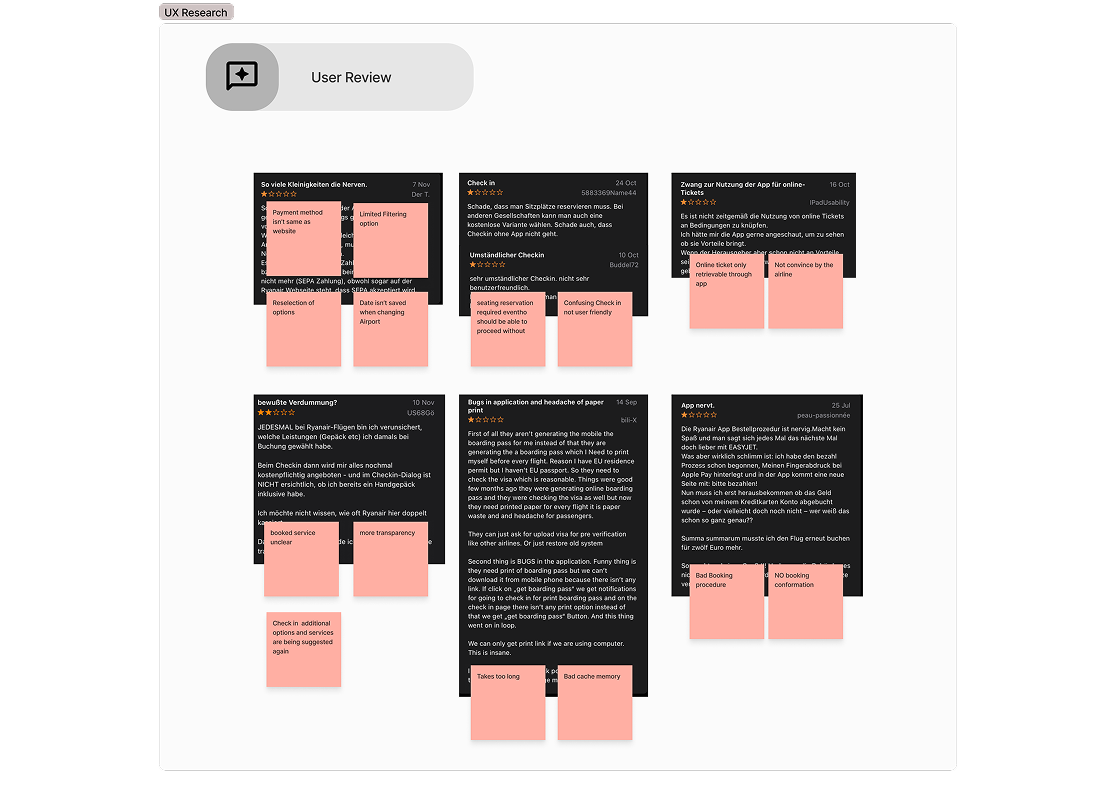 UX Research
User Review
So viele Kleinigkeiten die Nerven.
7 Nov
Der T.
nicht mehr (SEPA Zahlung), obwohl sogar auf der
Ryanair Webseite steht, dass SEPA akzeptiert wird
Payment method
isn't same as
website
Limited Filtering
option
Reselection of
options
Date isn't saved
when changing
Airport
Check in
24 Oct
5883369Name44
Schade, dass man Sitzplätze reservieren muss. Bei
anderen Gesellschaften kann man auch eine
kostenlose Variante wählen. Schade auch, dass
Checkin ohne App nicht geht.
Umständlicher Checkin
10 Oct
Buddel72
sehr umständlicher Checkin. nicht sehr
benutzerfreundlich.
man
seating reservation
required eventho
should be able to
proceed without
Confusing Check in
not user friendly
Zwang zur Nutzung der App für online-
Tickets
16 Oct
IPadUsability
Es ist nicht zeitgemäß die Nutzung von online Tickets
an Bedingungen zu knüpfen.
Ich hätte mir die App gerne angeschaut, um zu sehen
ob sie Vorteile bringt.
Wenn der Herausgeber aber schon nicht an Vorteile
Online ticket only
retrievable through
app
Not convince by the
airline
bewußte Verdummung?
10 Nov
US68Gö
JEDESMAL bei Ryanair-Flügen bin ich verunsichert,
welche Leistungen (Gepäck etc) ich damals bei
Buchung gewählt habe.
Beim Checkin dann wird mir alles nochmal
kostenpflichtig angeboten - und im Checkin-Dialog ist
NICHT ersichtlich, ob ich bereits ein Handgepäck
inklusive habe.
Ich möchte nicht wissen, wie oft Ryanair hier doppelt
kassiert.
booked service
unclear
more transparency
Check in additional
options and services
are being suggested
again
Bugs in application and headache of paper
print
14 Sep
bili-X
First of all they aren't generating the mobile the
boarding pass for me instead of that they are
generating the a boarding pass which I Need to print
myself before every flight. Reason I have EU residence
permit but I haven't EU passport. So they need to
check the visa which is reasonable. Things were good
few months ago they were generating online boarding
pass and they were checking the visa as well but now
they need printed paper for every flight it is paper
waste and and headache for passengers.
They can just ask for upload visa for pre verification
like other airlines. Or just restore old system
Second thing is BUGS in the application. Funny thing is
they need print of boarding pass but we can't
download it from mobile phone because there isn't any
link. If click on „get boarding pass" we get notifications
for going to check in for print boarding pass and on the
check in page there isn't any print option instead of
that we get „get boarding pass" Button. And this thing
went on in loop.
We can only get print link if we are using computer.
This is insane.
Takes too long
Bad cache memory
App nervt.
25 Jul
peau-passionnée
Die Ryanair App Bestellprozedur ist nervig.Macht kein
Spaß und man sagt sich jedes Mal das nächste Mal
doch lieber mit EASYJET.
Was aber wirklich schlimm ist: ich habe den bezahl
Prozess schon begonnen, Meinen Fingerabdruck bei
Apple Pay hinterlegt und in der App kommt eine neue
Seite mit: bitte bezahlen!
Nun muss ich erst herausbekommen ob das Geld
schon von meinem Kreditkarten Konto abgebucht
wurde – oder vielleicht doch noch nicht – wer weiß das
schon so ganz genau??
Summa summarum musste ich den Flug erneut buchen
für zwölf Euro mehr.
Bad Booking
procedure
NO booking
conformation